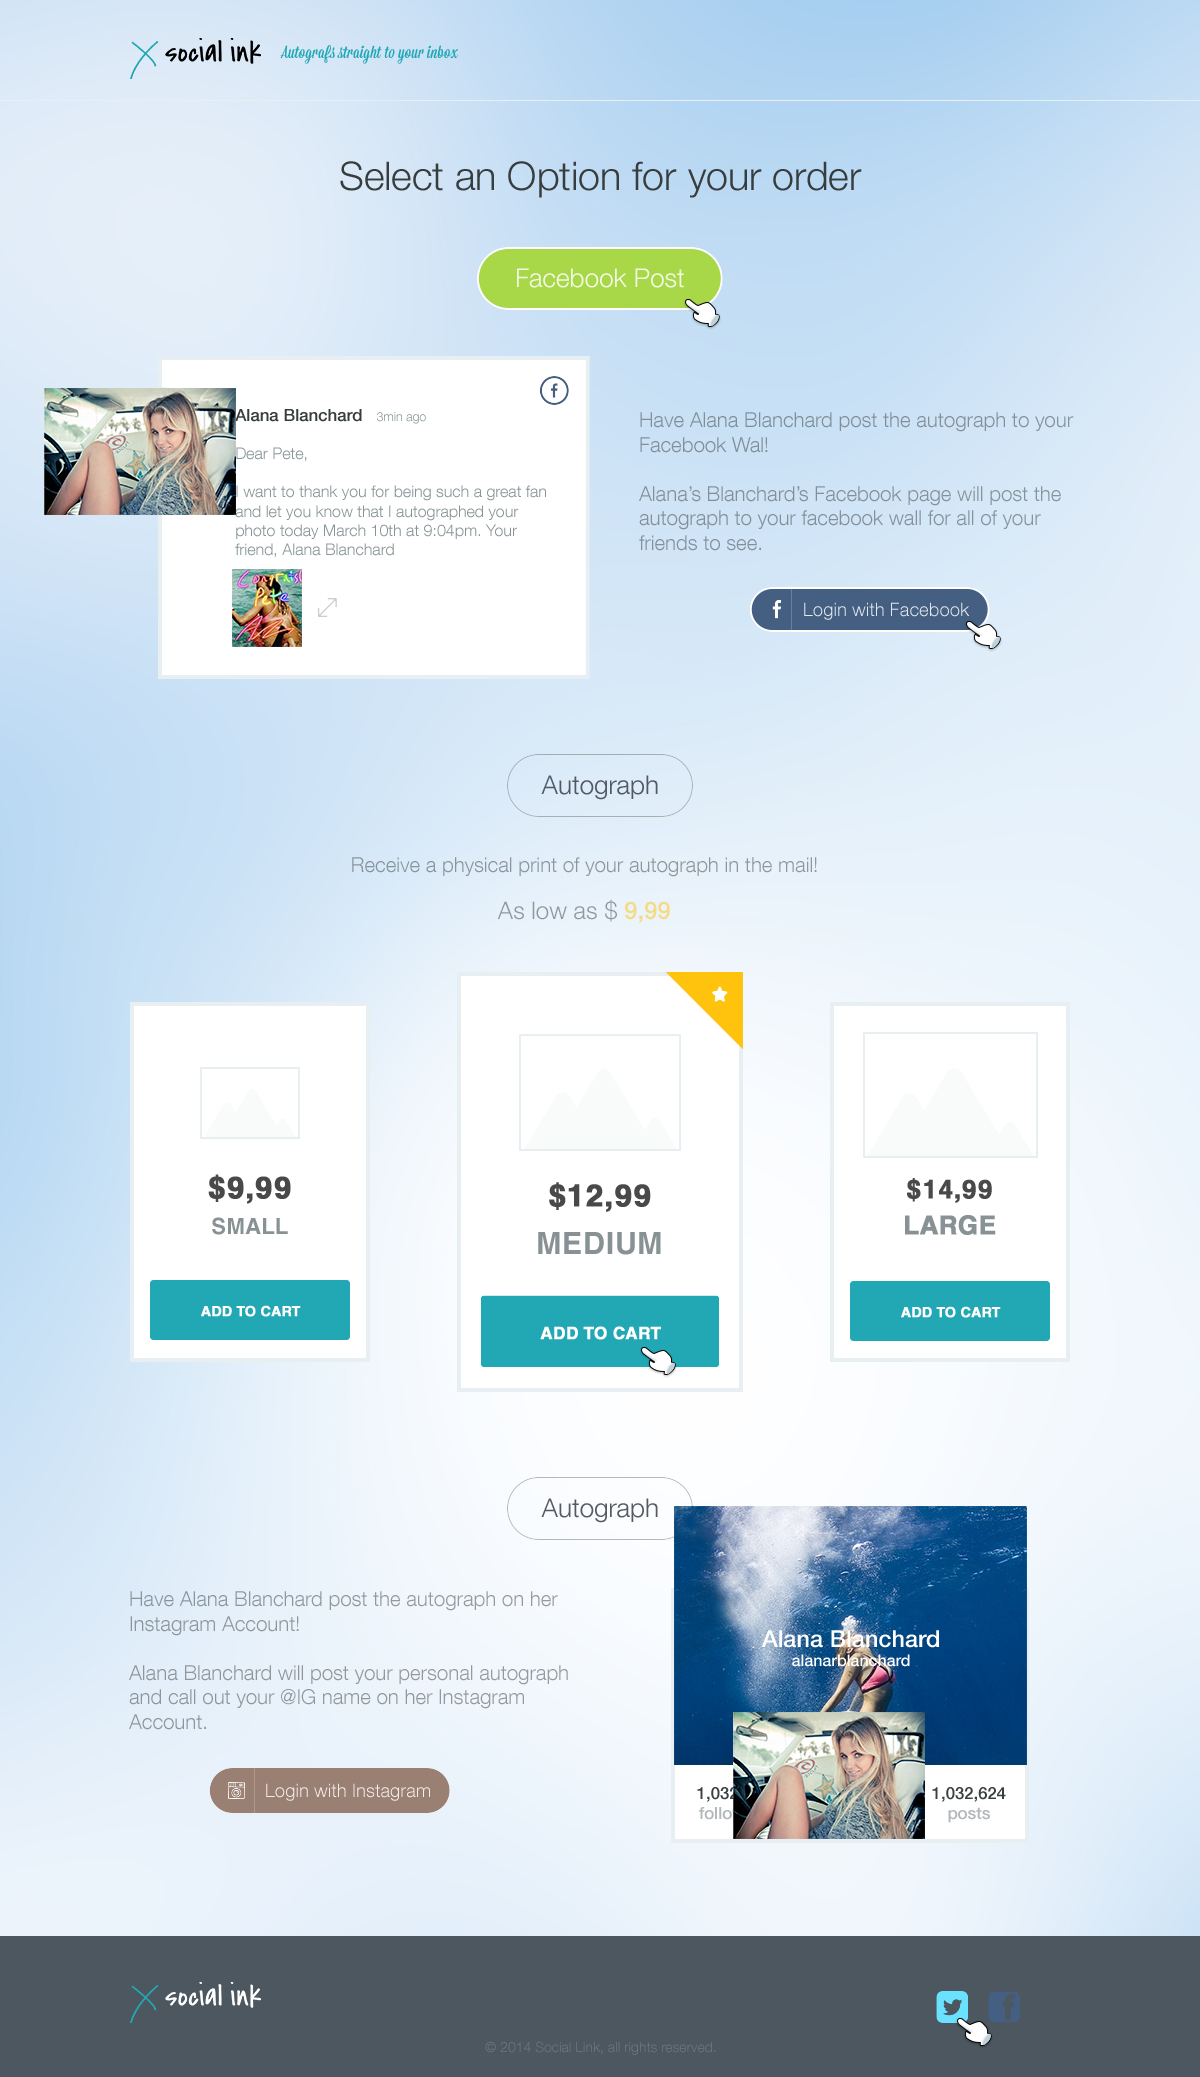 social ink
Autografs straight to your inbox
Select an Option for your order
Facebook Post
Alana Blanchard 3min ago
Dear Pete,
I want to thank you for being such a great fan
and let you know that I autographed your
photo today March 10th at 9:04pm. Your
friend, Alana Blanchard
Congrats
Pete
Have Alana Blanchard post the autograph to your
Facebook Wal!
Alana's Blanchard's Facebook page will post the
autograph to your facebook wall for all of your
friends to see.
Login with Facebook
Autograph
Receive a physical print of your autograph in the mail!
As low as $ 9,99
$9,99
SMALL
ADD TO CART
$12,99
MEDIUM
ADD TO CART
$14,99
LARGE
ADD TO CART
Autograph
Have Alana Blanchard post the autograph on her
Instagram Account!
Alana Blanchard will post your personal autograph
and call out your @IG name on her Instagram
Account.
Login with Instagram
Alana Blanchard
alanarblanchard
1,032
follo
1,032,624
posts
social ink
© 2014 Social Link, all rights reserved.